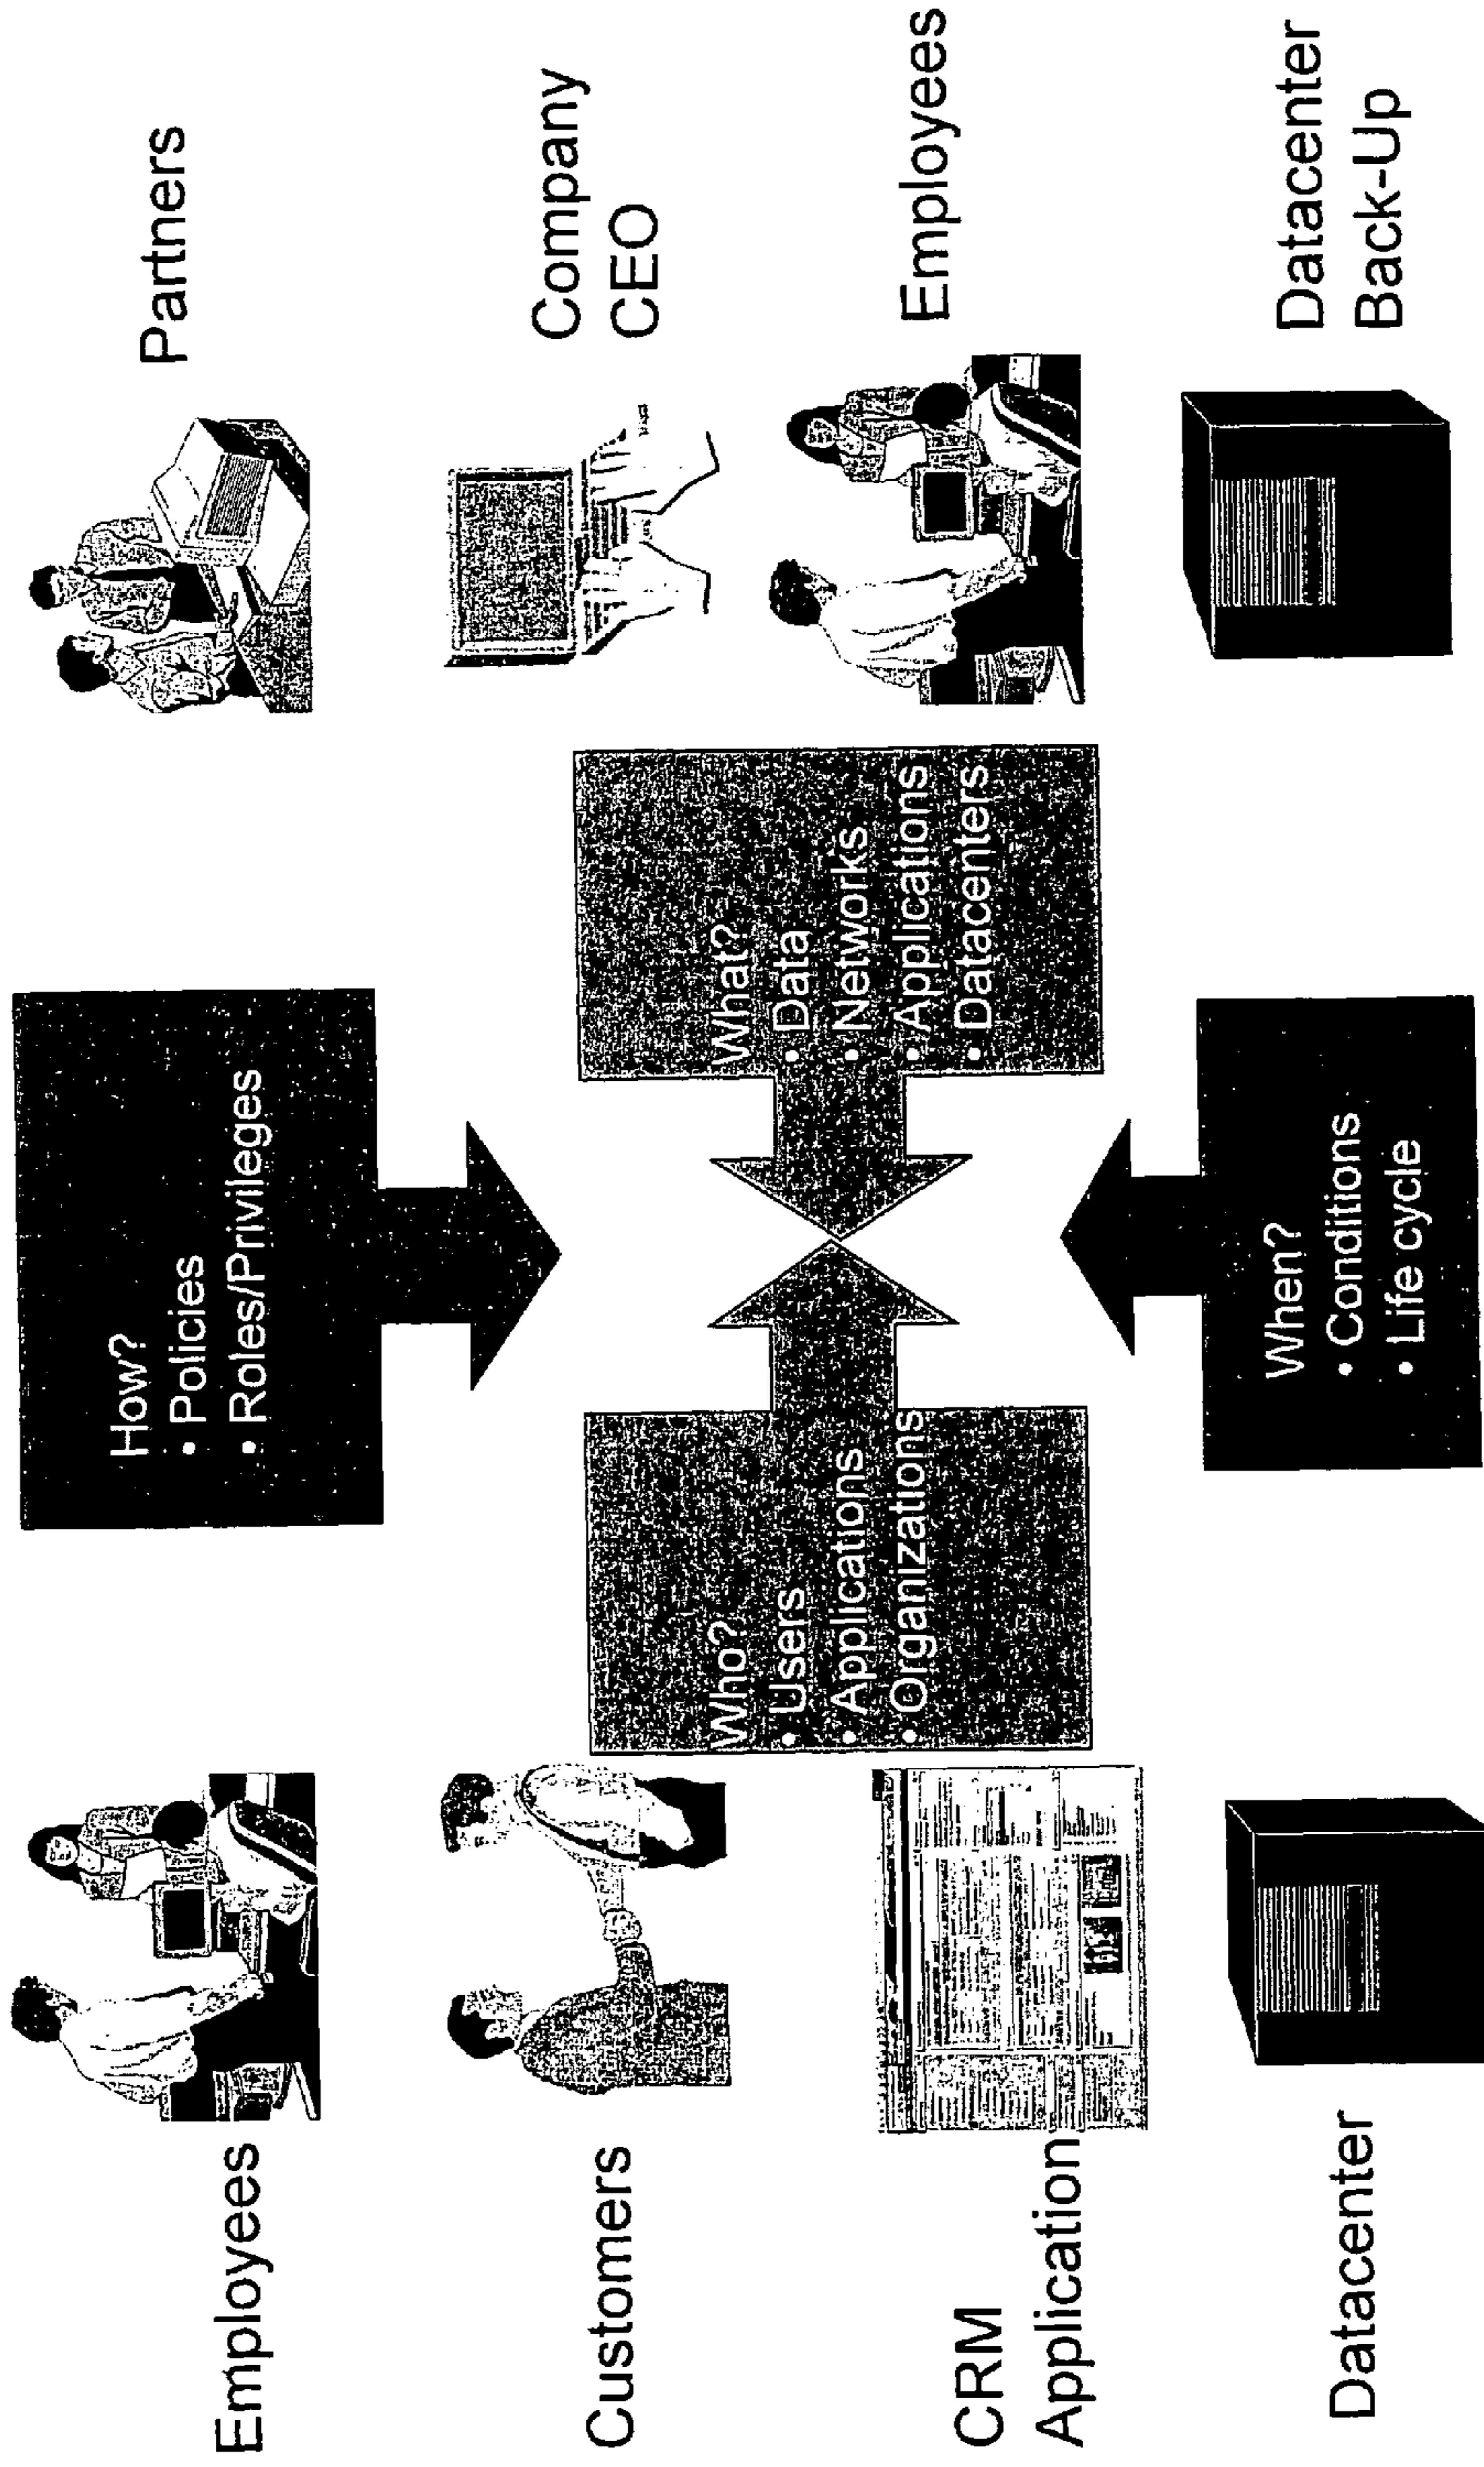 Employees
Customers
CRM
Application
Datacenter
How?
• Policies
• Roles/Privileges
Who?
• Users
• Applications
• Organizations
What?
• Data
• Networks
• Applications
• Datacenters
When?
• Conditions
• Life cycle
Partners
Company
CEO
Employees
Datacenter
Back-Up